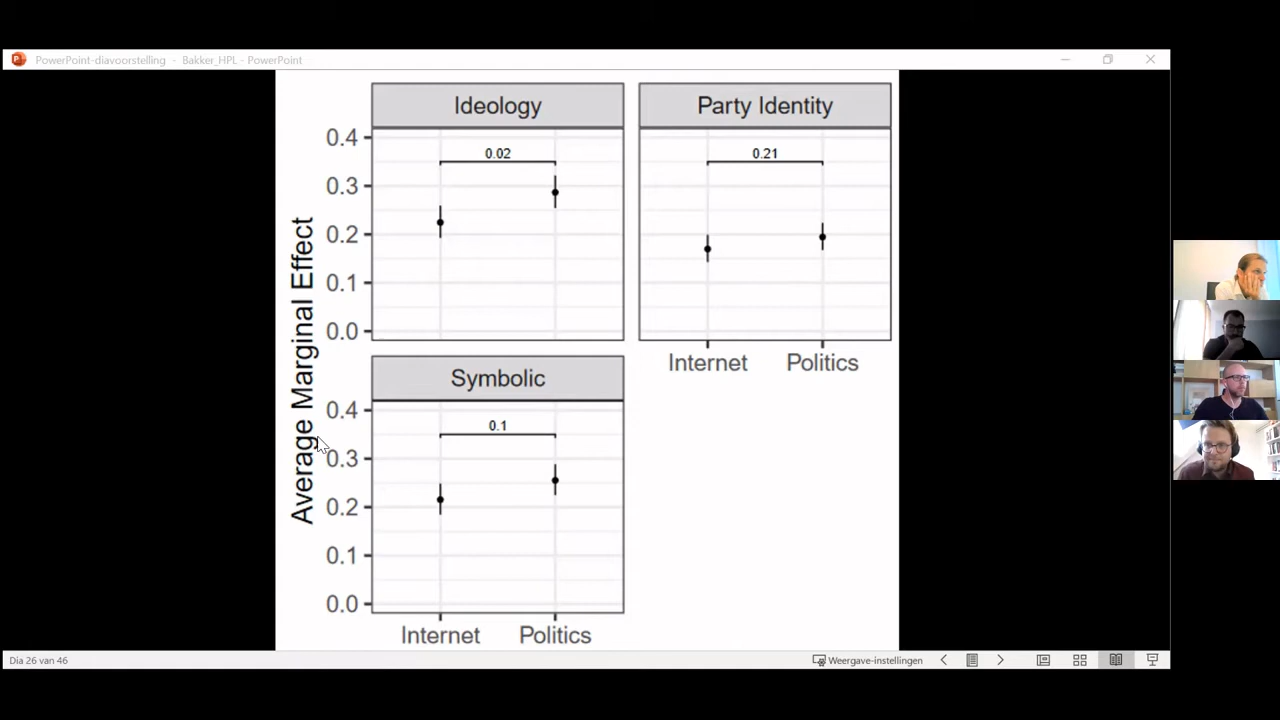 PowerPoint-diavoorstelling - Bakker_HPL - PowerPoint
Ideology
Party Identity
0.4
0.3
0.2
0.1
0.0
0.02
0.21
Internet Politics
Average Marginal Effect
Symbolic
0.4
0.3
0.2
0.1
0.0
0.1
Internet Politics
Dia 26 van 46
Weergave-instellingen